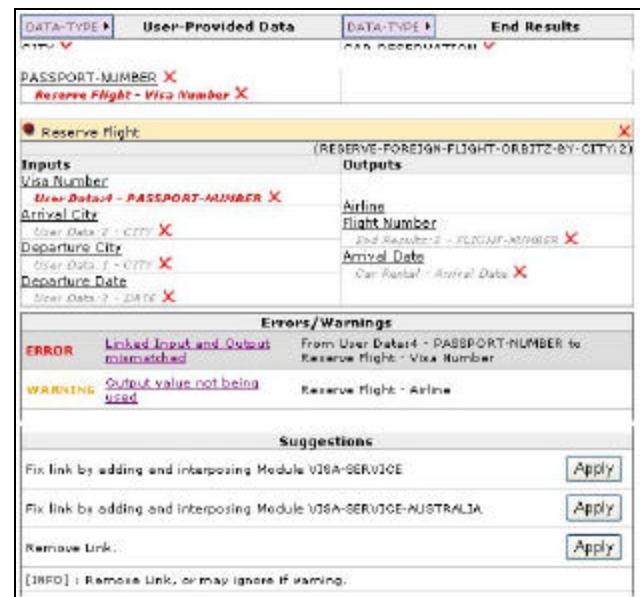 DATA-TYPE User-Provided Data DATA-TYPE End Results
CITY CAR RESERVATION
PASSPORT-NUMBER
Reserve Flight - Visa Number
Reserve Flight
(RESERVE-FOREIGN-FLIGHT-ORBITZ-BY-CITY:2)
Inputs Outputs
Visa Number
User Data:4 - PASSPORT-NUMBER
Airline
Arrival City
Flight Number
User Data:2 - CITY
End Results:2 - FLIGHT-NUMBER
Departure City
Arrival Date
User Data:1 - CITY
Car Rental - Arrival Date
Departure Date
User Data:3 - DATE
Errors/Warnings
ERROR Linked Input and Output mismatched From User Data:4 - PASSPORT-NUMBER to
Reserve Flight - Visa Number
WARNING Output value not being used Reserve Flight - Airline
Suggestions
Fix link by adding and interposing Module VISA-SERVICE Apply
Fix link by adding and interposing Module VISA-SERVICE-AUSTRALIA Apply
Remove Link. Apply
[INFO] : Remove Link, or may ignore if warning.